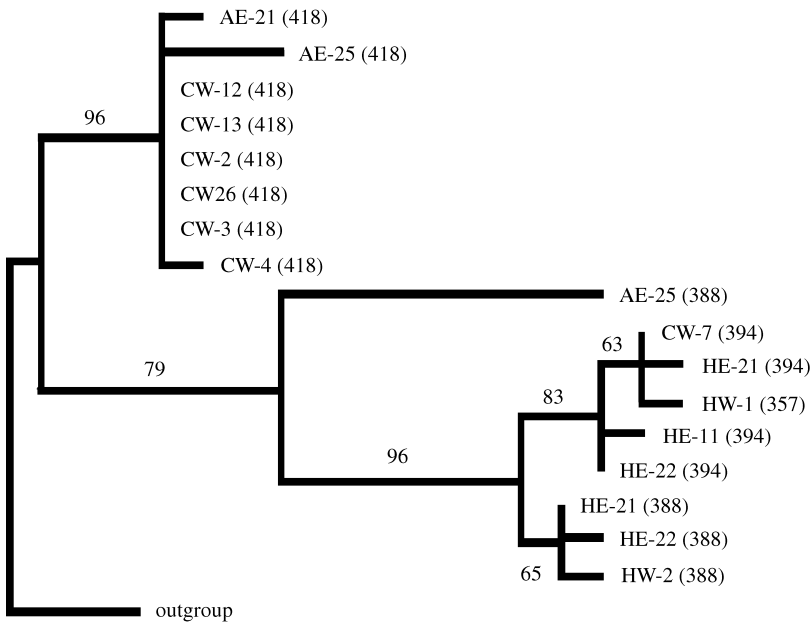 AE-21 (418)
AE-25 (418)
CW-12 (418)
96
CW-13 (418)
CW-2 (418)
CW26 (418)
CW-3 (418)
CW-4 (418)
AE-25 (388)
CW-7 (394)
63
HE-21 (394)
79
83
HW-1 (357)
HE-11 (394)
96
HE-22 (394)
HE-21 (388)
HE-22 (388)
65
HW-2 (388)
outgroup